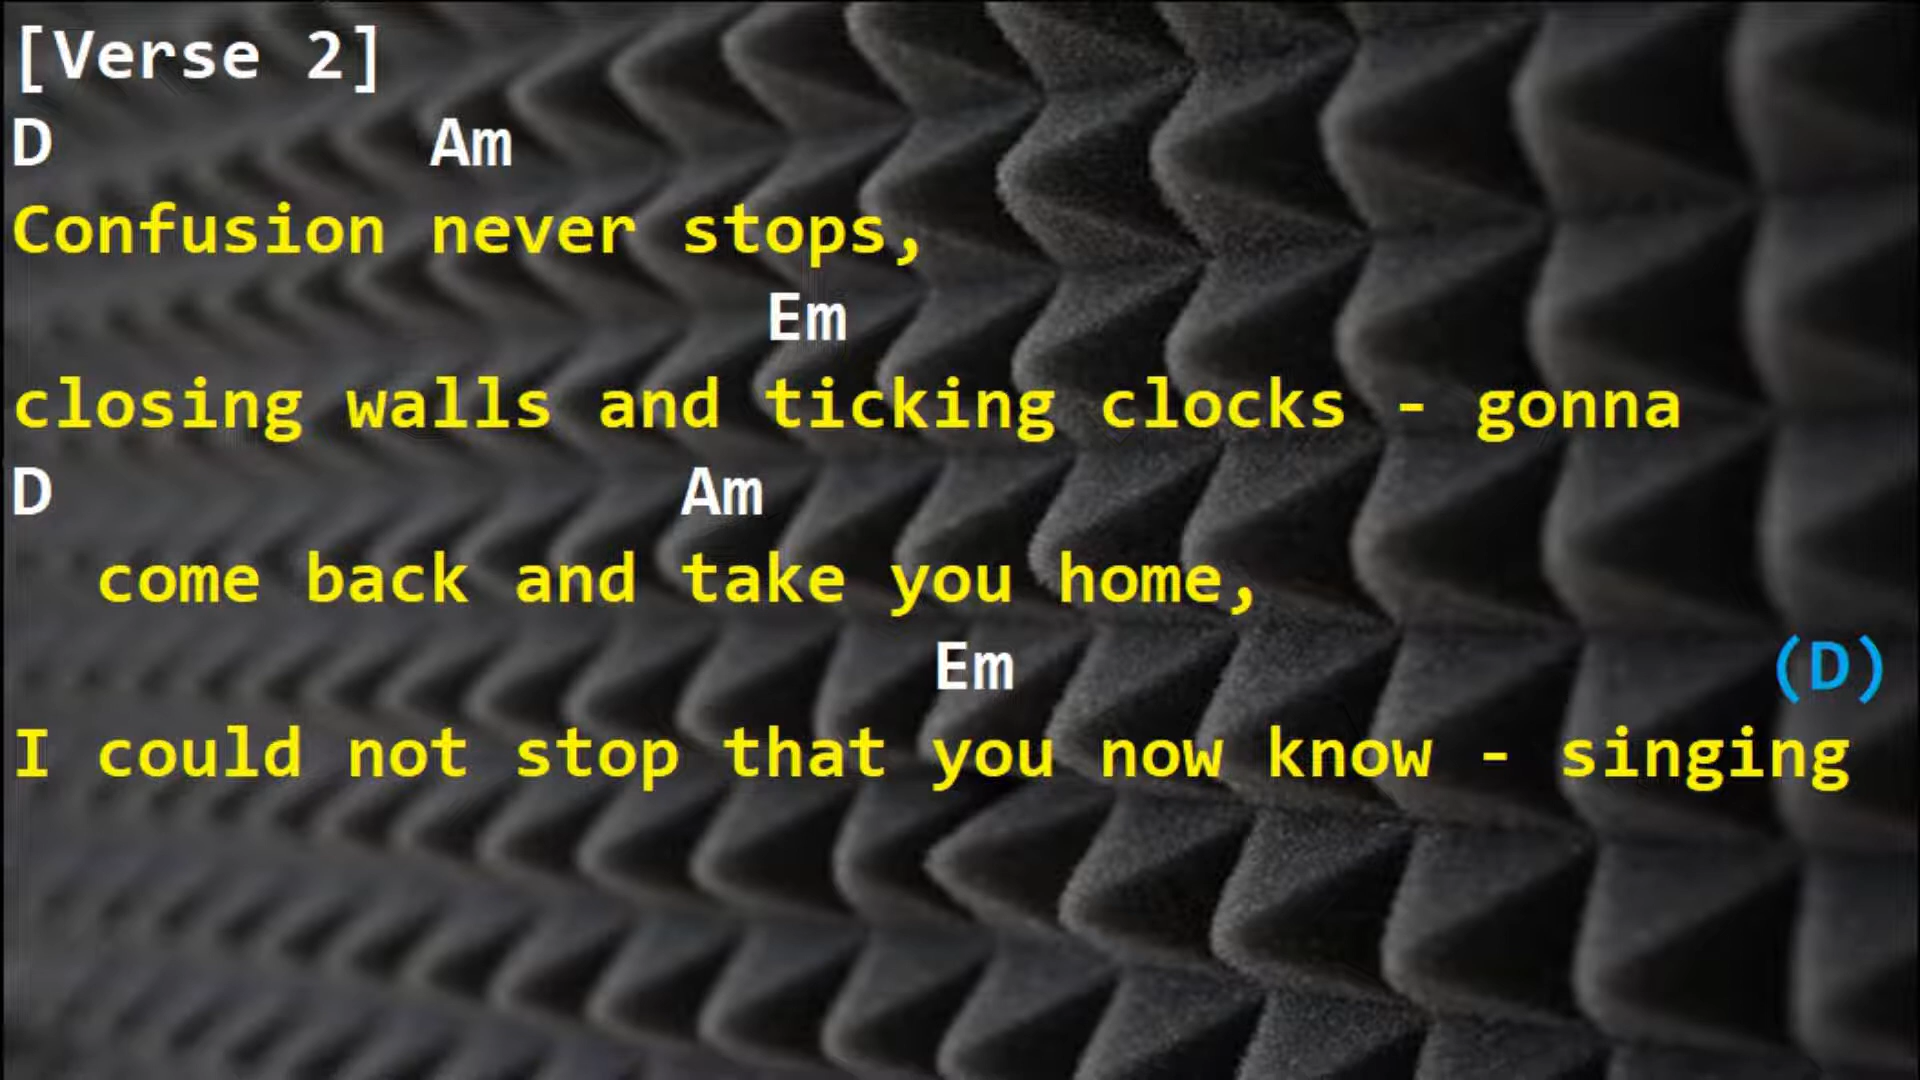 [Verse 2]
D Am
Confusion never stops,
Em
closing walls and ticking clocks - gonna
D Am
come back and take you home,
Em (D)
I could not stop that you now know - singing